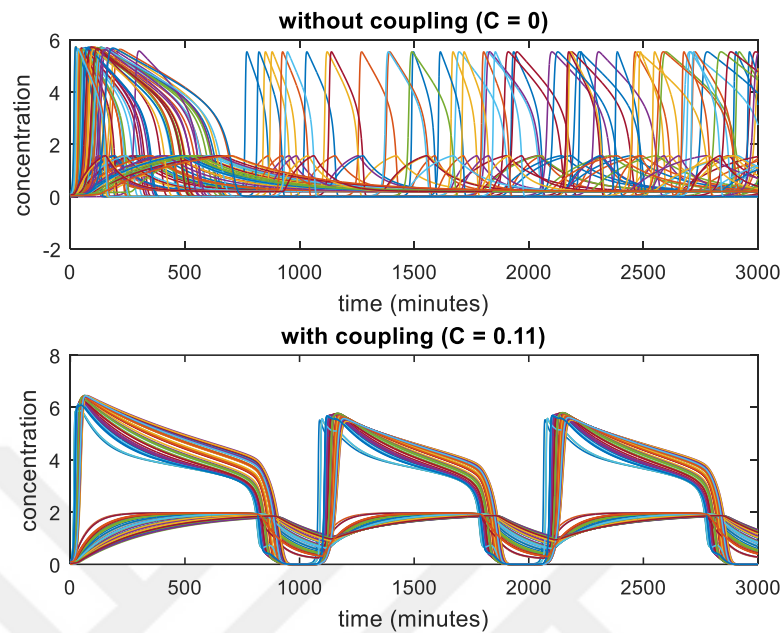 without coupling (C = 0)
6
4
2
0
-2
concentration
0 500 1000 1500 2000 2500 3000
time (minutes)
with coupling (C = 0.11)
8
6
4
2
0
concentration
0 500 1000 1500 2000 2500 3000
time (minutes)